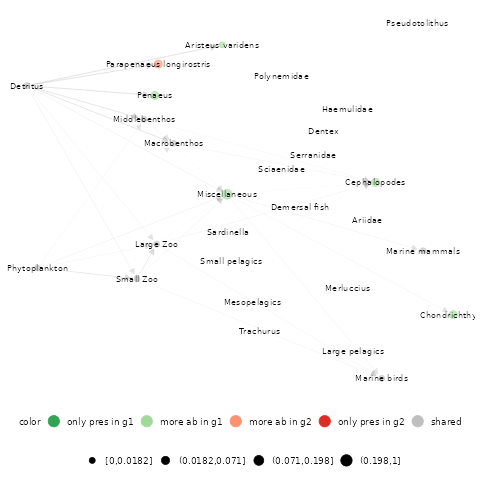 Pseudotolithus
Aristeus varidens
Parapenaeus longirostris
Polynemidae
Detritus
Penaeus
Haemulidae
Middlebenthos
Dentex
Macrobenthos
Serranidae
Sciaenidae
Cephalopodes
Miscellaneous
Demersal fish
Ariidae
Sardinella
Large Zoo
Marine mammals
Small pelagics
Phytoplankton
Small Zoo
Merluccius
Mesopelagics
Chondrichthy
Trachurus
Large pelagics
Marine birds
color only pres in g1 more ab in g1 more ab in g2 only pres in g2 shared
[0,0.0182] (0.0182,0.071] (0.071,0.198] (0.198,1]